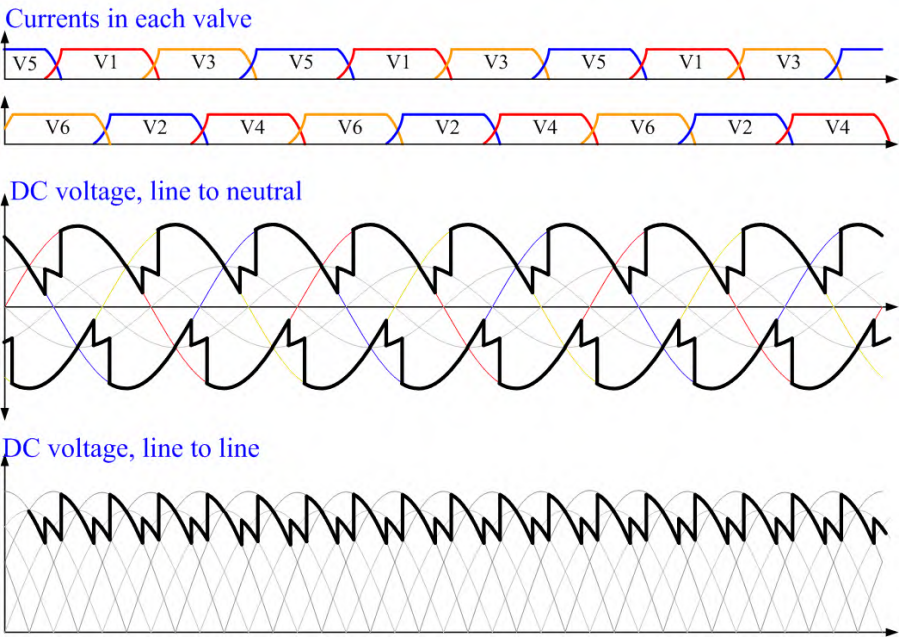 Currents in each valve
V5 V1 V3 V5 V1 V3 V5 V1 V3
V6 V2 V4 V6 V2 V4 V6 V2 V4
DC voltage, line to neutral
DC voltage, line to line